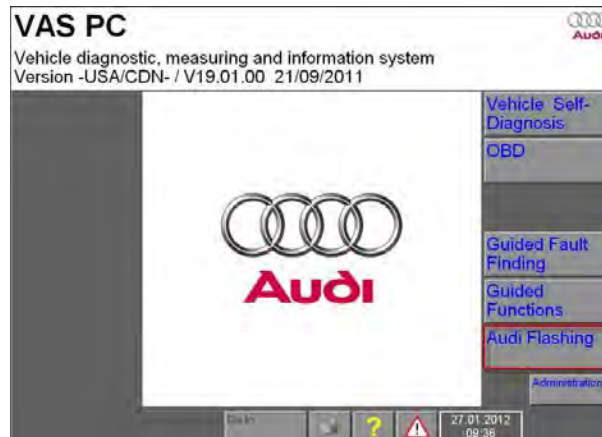 VAS PC
Audi
Vehicle diagnostic, measuring and information system
Version -USA/CDN- / V19.01.00 21/09/2011
Vehicle Self-
Diagnosis
OBD
Audi
Guided Fault
Finding
Guided
Functions
Audi Flashing
Administration
?
27.01.2012
09:36